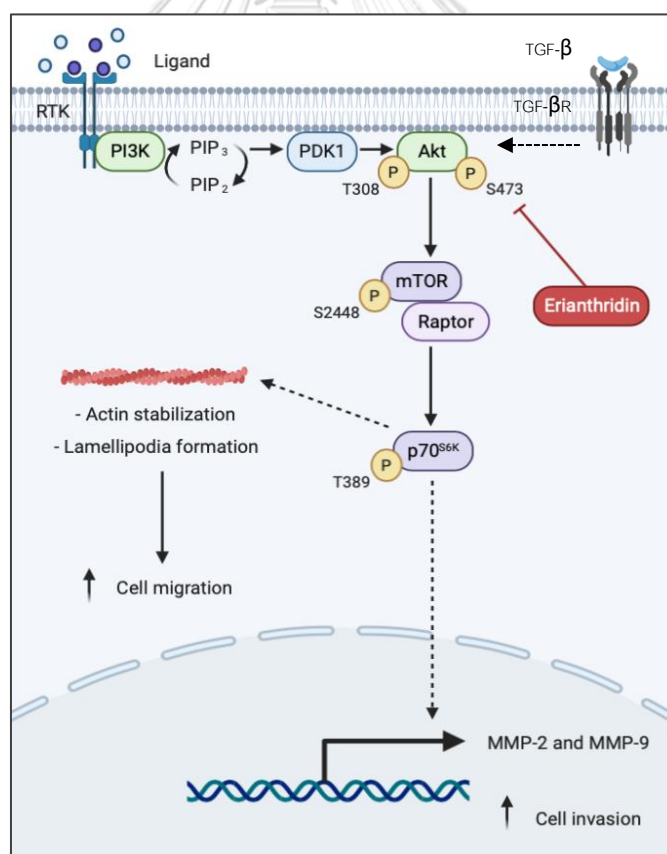 Ligand
TGF-β
RTK
TGF-βR
PI3K
PIP3
PIP2
PDK1
Akt
P
T308
P
S473
mTOR
P
S2448
Raptor
Erianthridin
- Actin stabilization
- Lamellipodia formation
p70S6K
P
T389
Cell migration
MMP-2 and MMP-9
Cell invasion